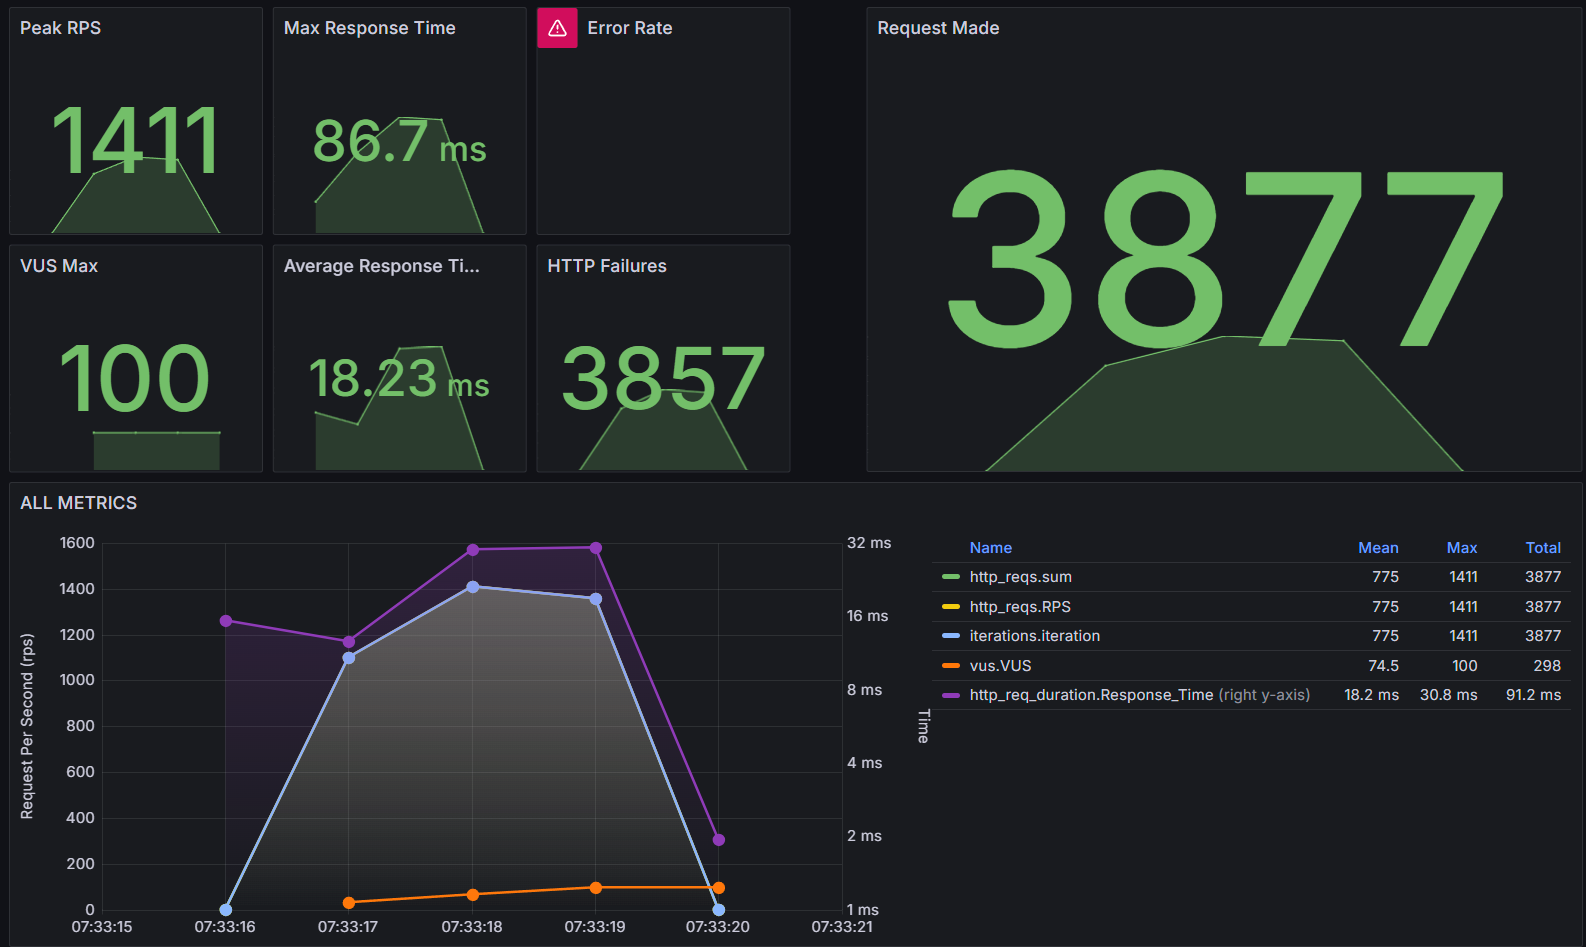 Peak RPS
1411
Max Response Time
86.7 ms
Error Rate
Request Made
3877
VUS Max
100
Average Response Ti...
18.23 ms
HTTP Failures
3857
ALL METRICS
Request Per Second (rps)
1600
1400
1200
1000
800
600
400
200
0
32 ms
16 ms
8 ms
4 ms
2 ms
1 ms
Time
07:33:15 07:33:16 07:33:17 07:33:18 07:33:19 07:33:20 07:33:21
Name Mean Max Total
http_reqs.sum 775 1411 3877
http_reqs.RPS 775 1411 3877
iterations.iteration 775 1411 3877
vus.VUS 74.5 100 298
http_req_duration.Response_Time (right y-axis) 18.2 ms 30.8 ms 91.2 ms